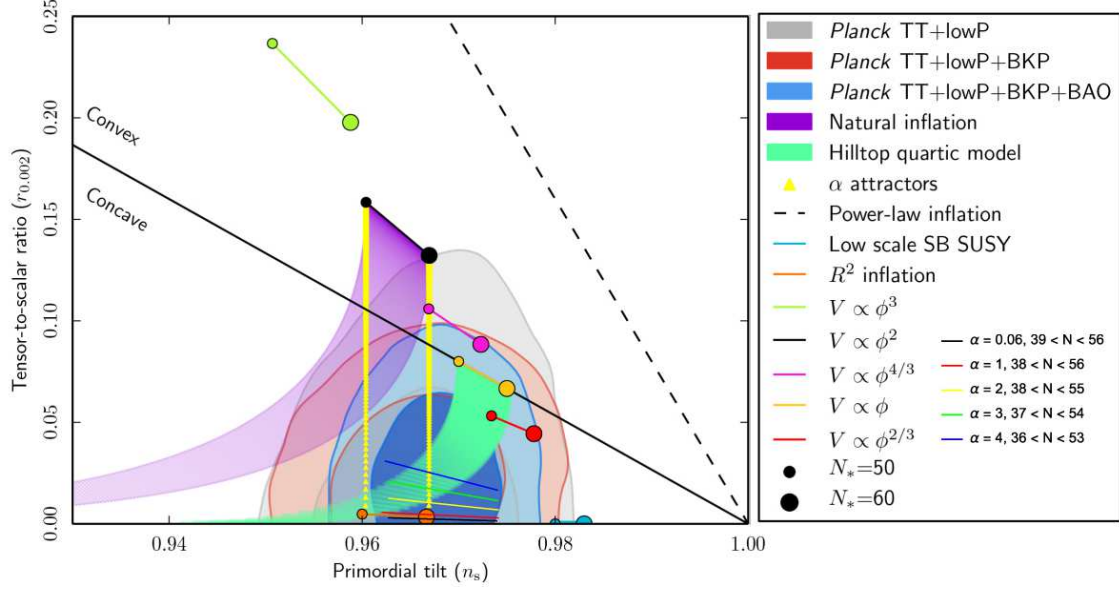 0.25
0.20
0.15
0.10
0.05
0.00
Tensor-to-scalar ratio (r0.002)
Convex
Concave
0.94
0.96
0.98
1.00
Primordial tilt (ns)
Planck TT+lowP
Planck TT+lowP+BKP
Planck TT+lowP+BKP+BAO
Natural inflation
Hilltop quartic model
α attractors
Power-law inflation
Low scale SB SUSY
R² inflation
V ∝ ϕ³
V ∝ ϕ²
V ∝ ϕ^4/3
V ∝ ϕ
V ∝ ϕ^2/3
N*=50
N*=60
α = 0.06, 39 < N < 56
α = 1, 38 < N < 56
α = 2, 38 < N < 55
α = 3, 37 < N < 54
α = 4, 36 < N < 53